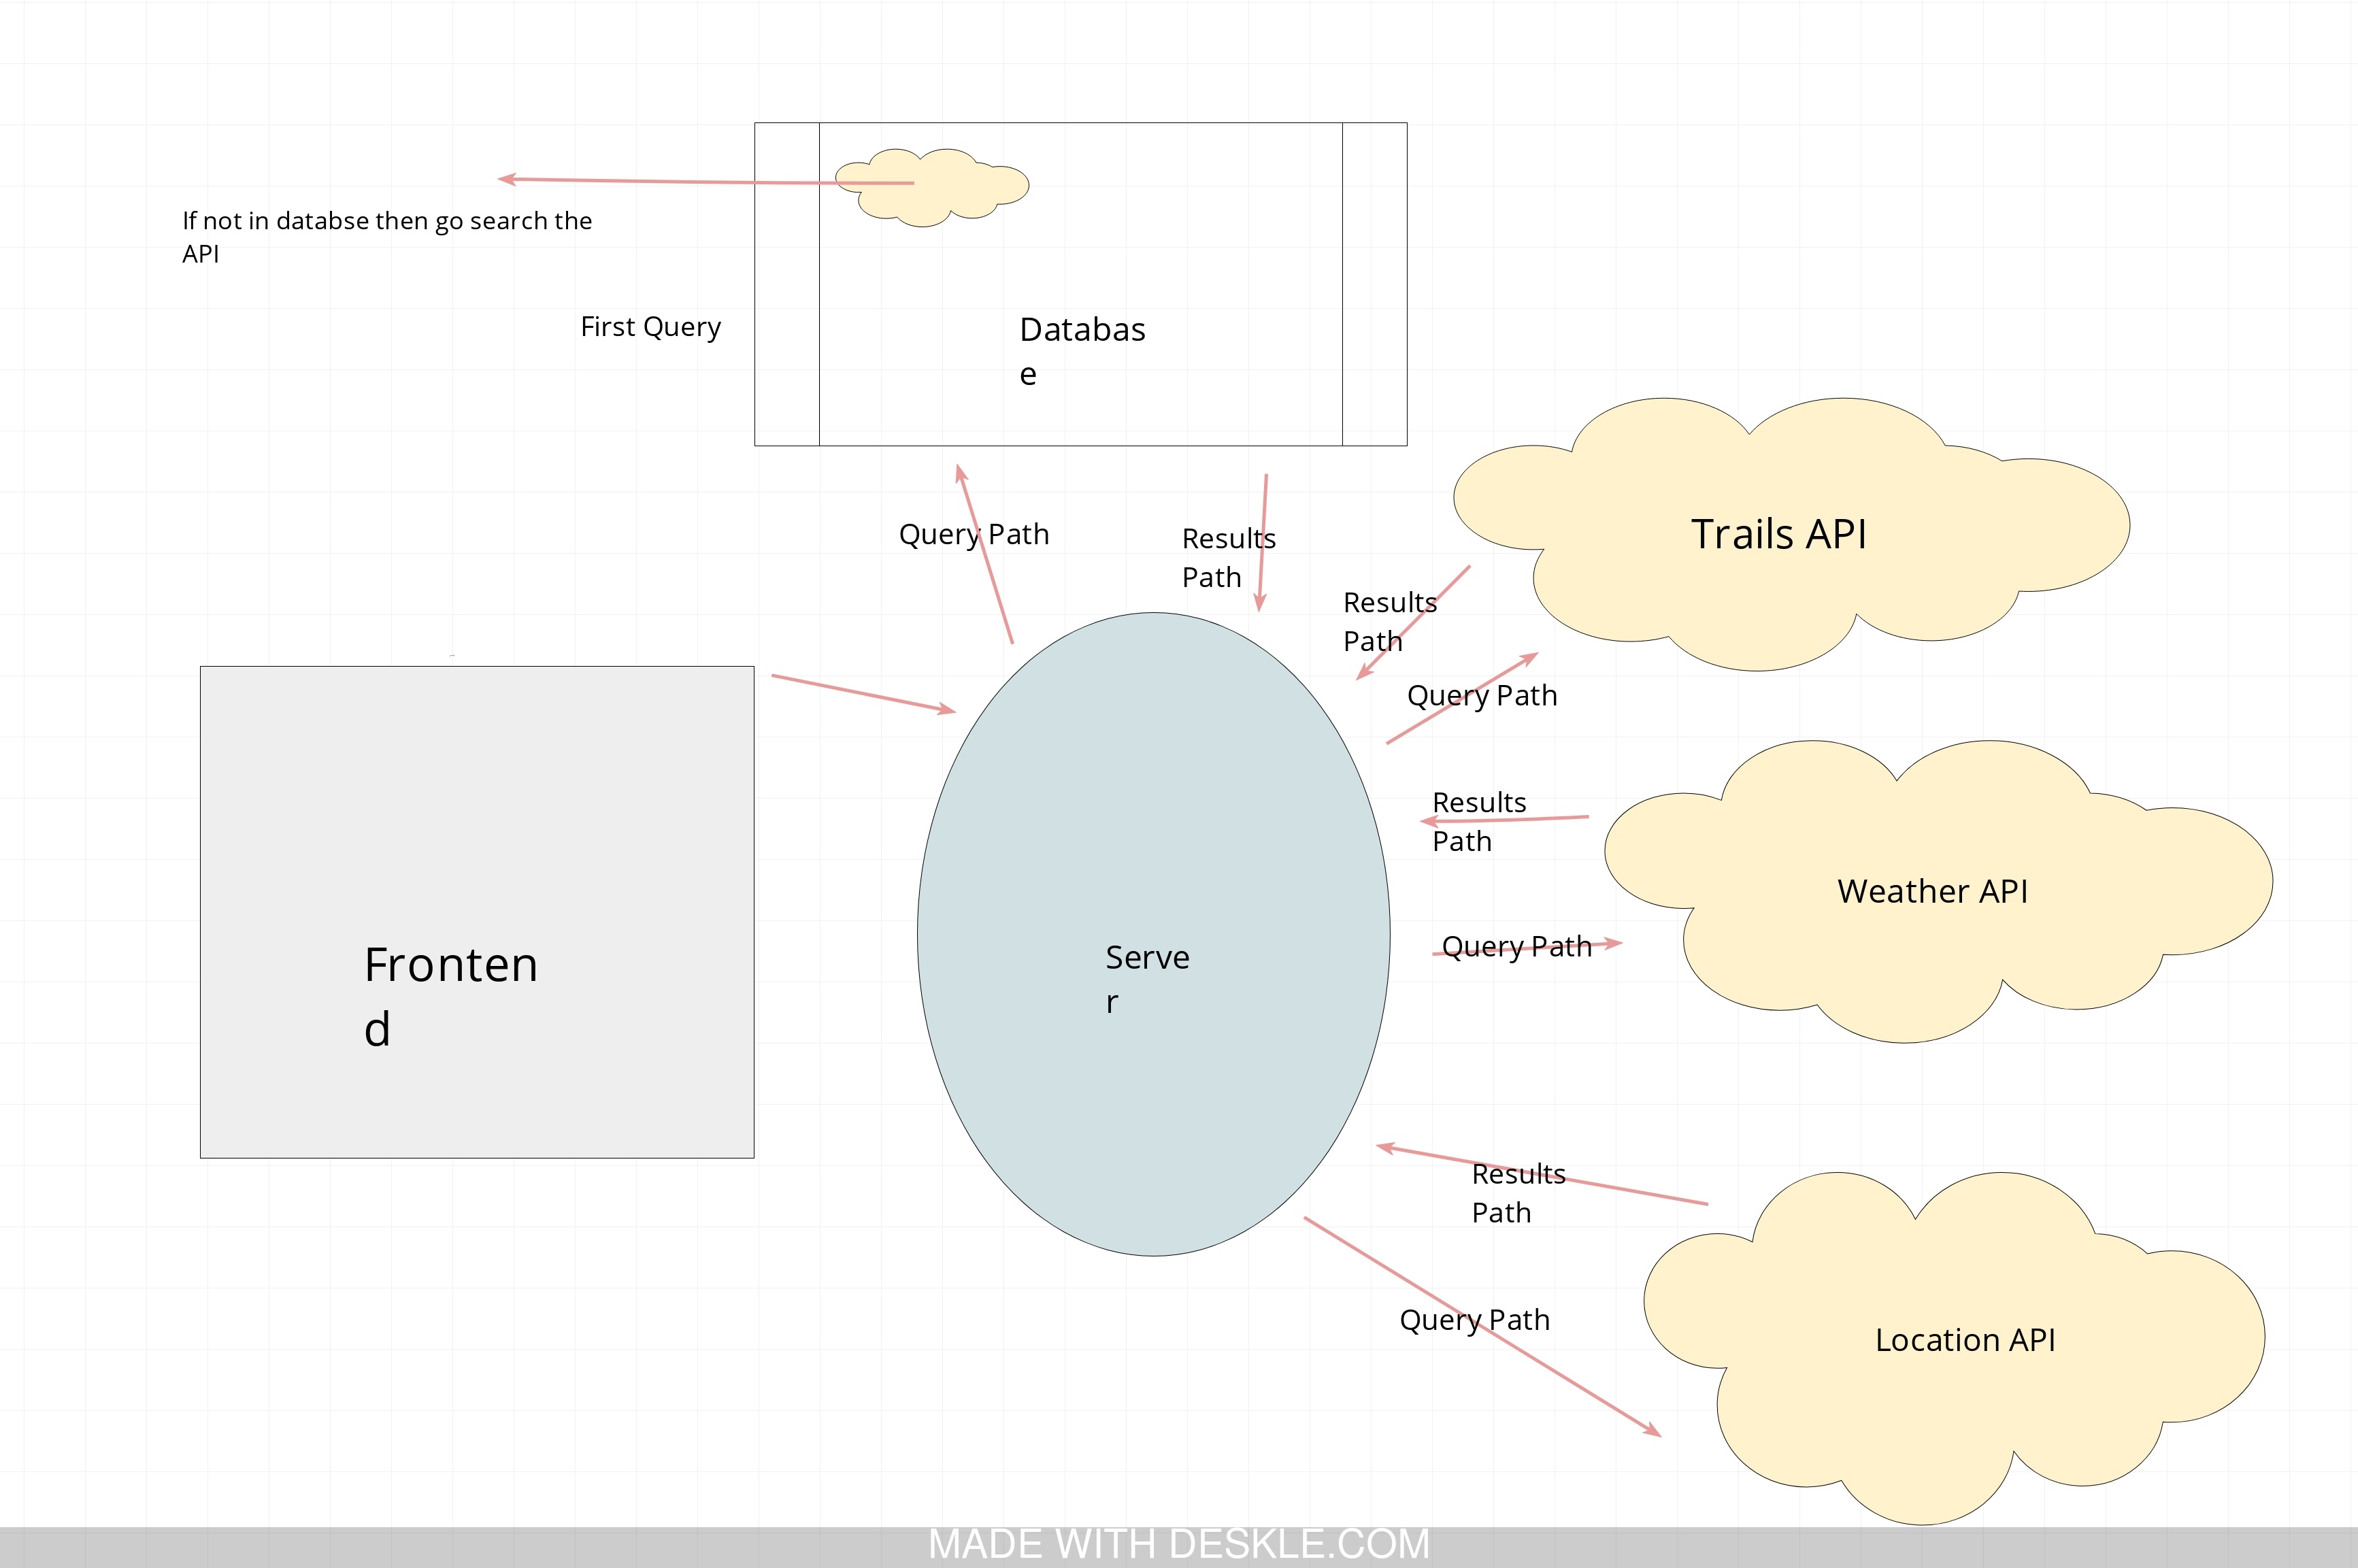 If not in databse then go search the
API
First Query
Databas
e
Query Path
Results
Path
Trails API
Results
Path
Query Path
Results
Path
Weather API
Query Path
Fronten
d
Serve
r
Results
Path
Query Path
Location API
MADE WITH DESKLE.COM